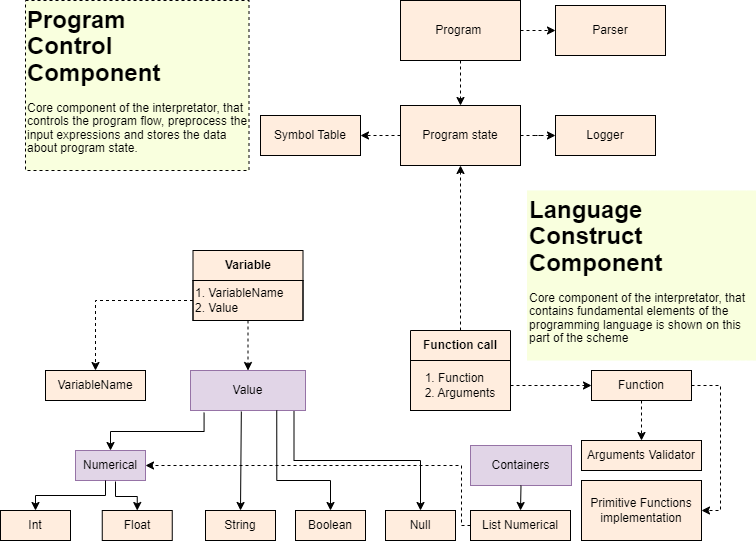 Program
Control
Component
Core component of the interpretator, that
controls the program flow, preprocess the
input expressions and stores the data
about program state.
Program
Parser
Symbol Table
Program state
Logger
Language
Construct
Component
Core component of the interpretator, that
contains fundamental elements of the
programming language is shown on this
part of the scheme
Variable
1. VariableName
2. Value
Function call
1. Function
2. Arguments
VariableName
Value
Function
Numerical
Containers
Arguments Validator
Int
Float
String
Boolean
Null
List Numerical
Primitive Functions
implementation